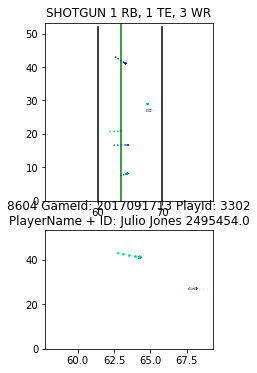 SHOTGUN 1 RB, 1 TE, 3 WR
50
40
30
20
10
0
60 70
8604 GameId: 2017091713 PlayId: 3302
PlayerName + ID: Julio Jones 2495454.0
40
20
0
60.0 62.5 65.0 67.5